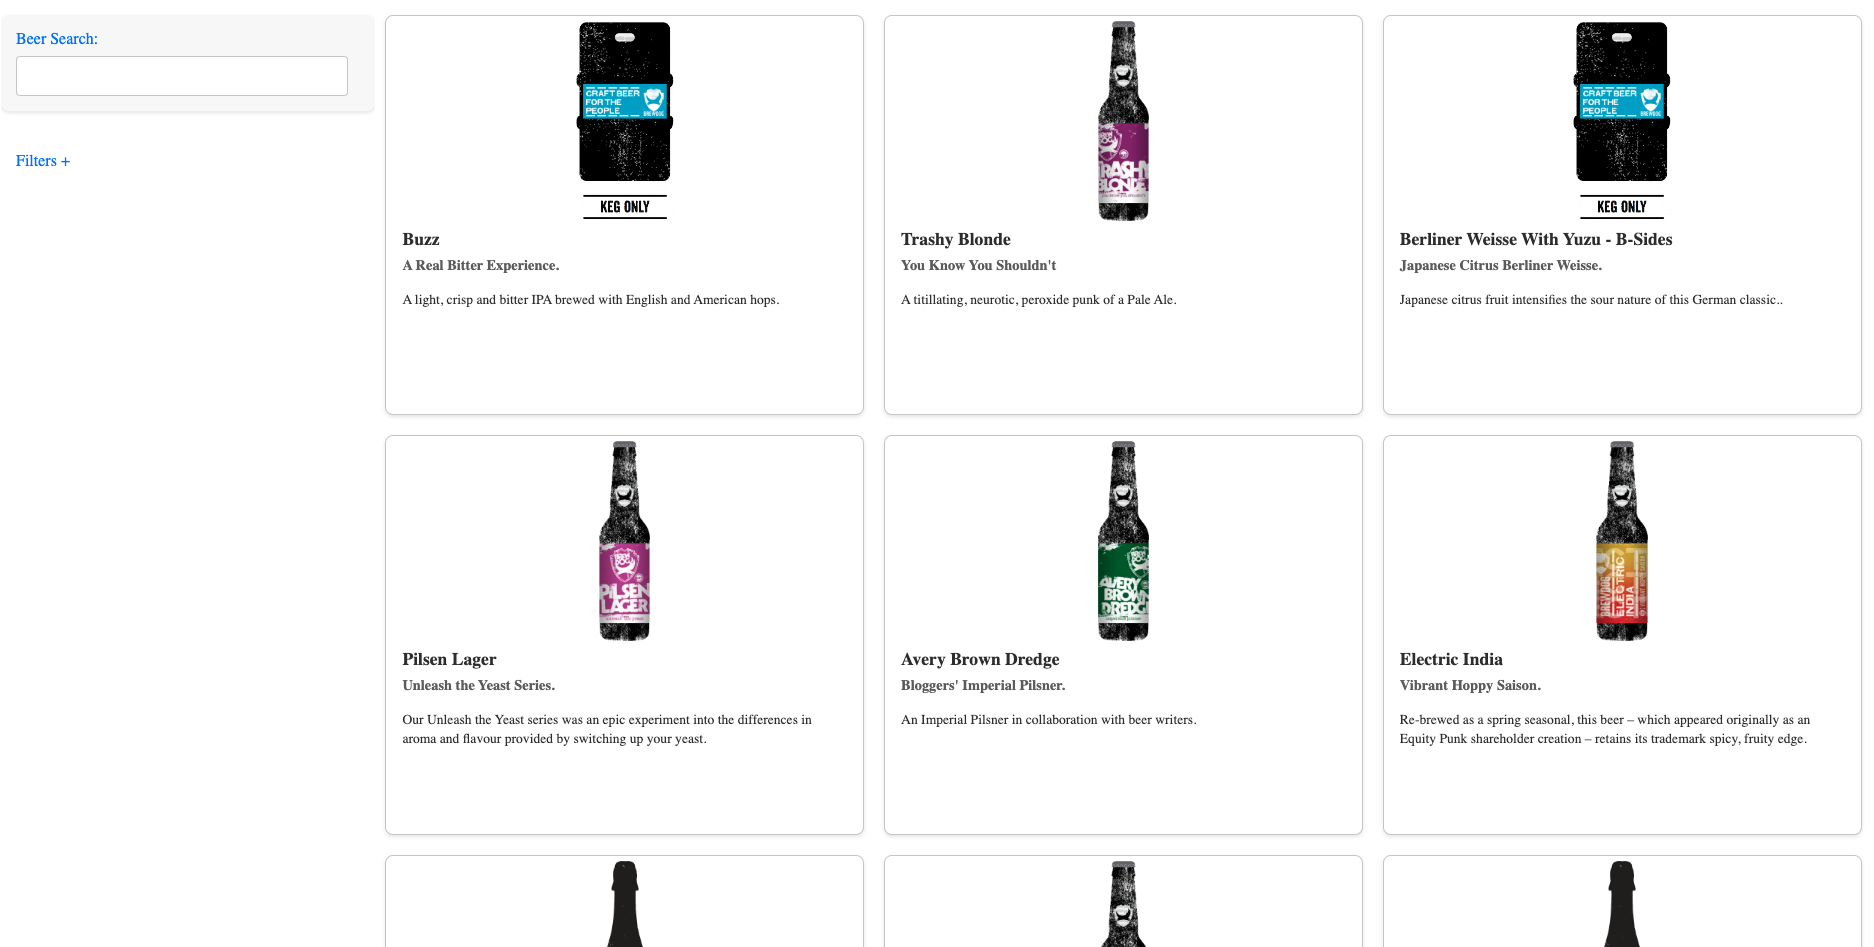 Beer Search:
Filters +
CRAFT BEER
FOR THE
PEOPLE
BREWDOG
KEG ONLY
Buzz
A Real Bitter Experience.
A light, crisp and bitter IPA brewed with English and American hops.
TRASHY
BLONDE
Trashy Blonde
You Know You Shouldn't
A titillating, neurotic, peroxide punk of a Pale Ale.
CRAFT BEER
FOR THE
PEOPLE
BREWDOG
KEG ONLY
Berliner Weisse With Yuzu - B-Sides
Japanese Citrus Berliner Weisse.
Japanese citrus fruit intensifies the sour nature of this German classic..
PILSEN
LAGER
Pilsen Lager
Unleash the Yeast Series.
Our Unleash the Yeast series was an epic experiment into the differences in
aroma and flavour provided by switching up your yeast.
AVERY
BROWN
DREDG
Avery Brown Dredge
Bloggers' Imperial Pilsner.
An Imperial Pilsner in collaboration with beer writers.
BREWDOG
ELECTRIC
INDIA
Electric India
Vibrant Hoppy Saison.
Re-brewed as a spring seasonal, this beer – which appeared originally as an
Equity Punk shareholder creation – retains its trademark spicy, fruity edge.